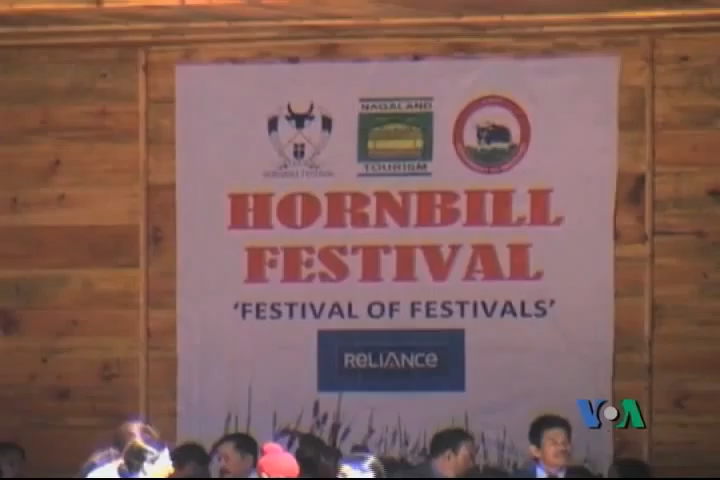 NAGALAND
TOURISM
HORNBILL
FESTIVAL
'FESTIVAL OF FESTIVALS'
RELIANCE
VOA